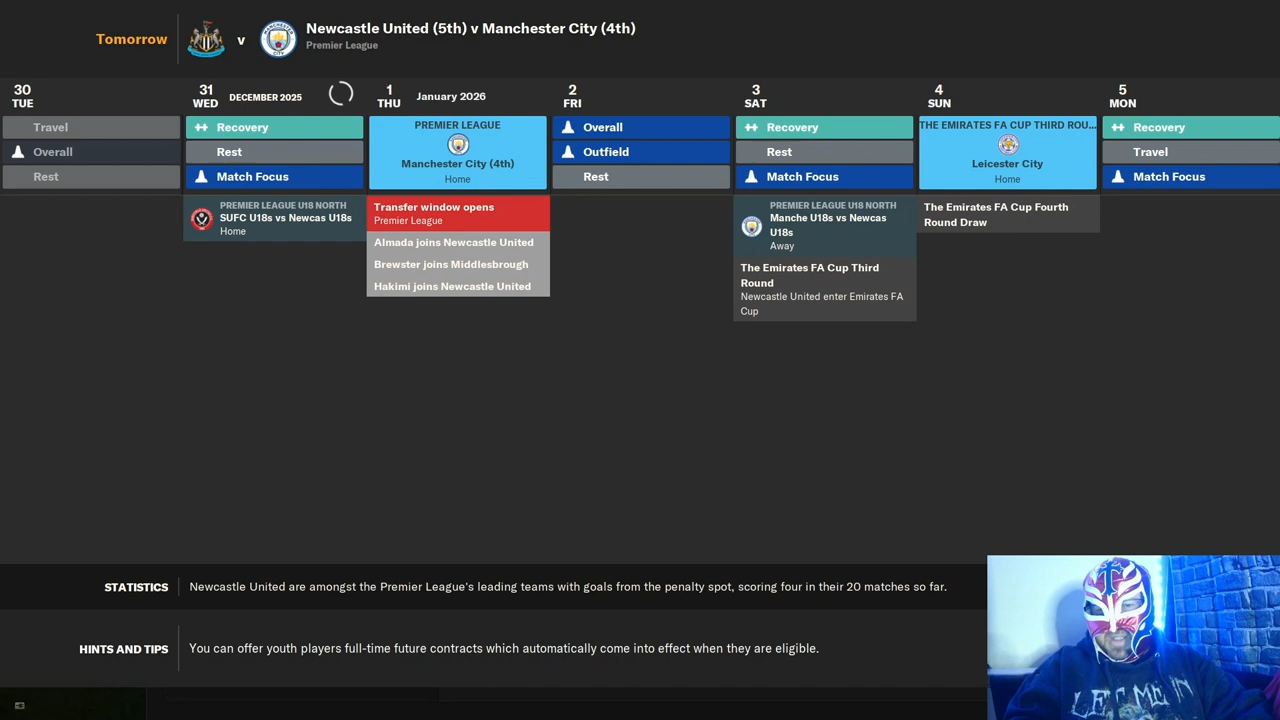 Tomorrow
v
Newcastle United (5th) v Manchester City (4th)
Premier League
30
TUE
31
WED
DECEMBER 2025
1
THU
January 2026
2
FRI
3
SAT
4
SUN
5
MON
Travel
Overall
Rest
Recovery
Rest
Match Focus
PREMIER LEAGUE
Manchester City (4th)
Home
Overall
Outfield
Rest
Recovery
Rest
Match Focus
THE EMIRATES FA CUP THIRD ROU...
Leicester City
Home
Recovery
Travel
Match Focus
PREMIER LEAGUE U18 NORTH
SUFC U18s vs Newcas U18s
Home
Transfer window opens
Premier League
Almada joins Newcastle United
Brewster joins Middlesbrough
Hakimi joins Newcastle United
PREMIER LEAGUE U18 NORTH
Manche U18s vs Newcas
U18s
Away
The Emirates FA Cup Third
Round
Newcastle United enter Emirates FA
Cup
The Emirates FA Cup Fourth
Round Draw
STATISTICS
Newcastle United are amongst the Premier League's leading teams with goals from the penalty spot, scoring four in their 20 matches so far.
HINTS AND TIPS
You can offer youth players full-time future contracts which automatically come into effect when they are eligible.
LET ME IN